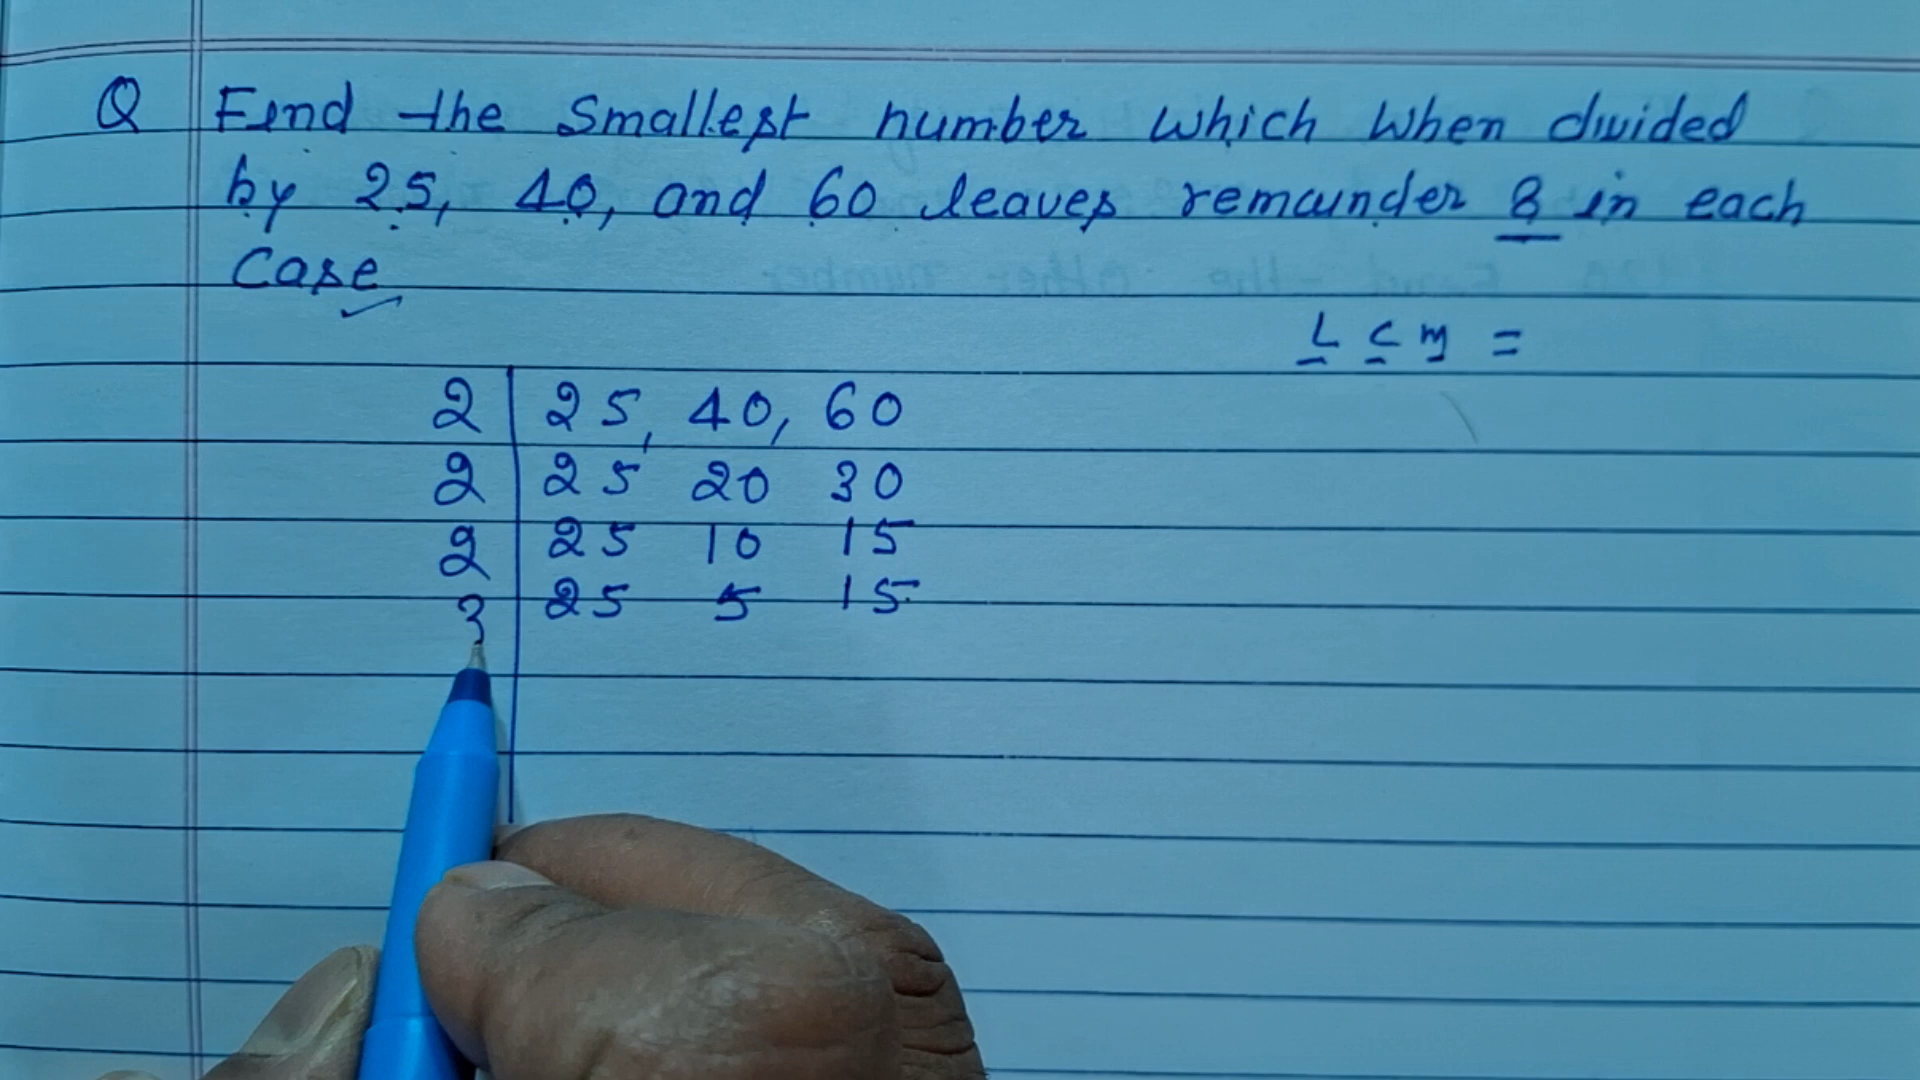 Q Find the smallest number which when divided
by 25, 40, and 60 leaves remainder 8 in each
Case
L C M =
2 | 25, 40, 60
2 | 25 20 30
2 | 25 10 15
3 | 25 5 15